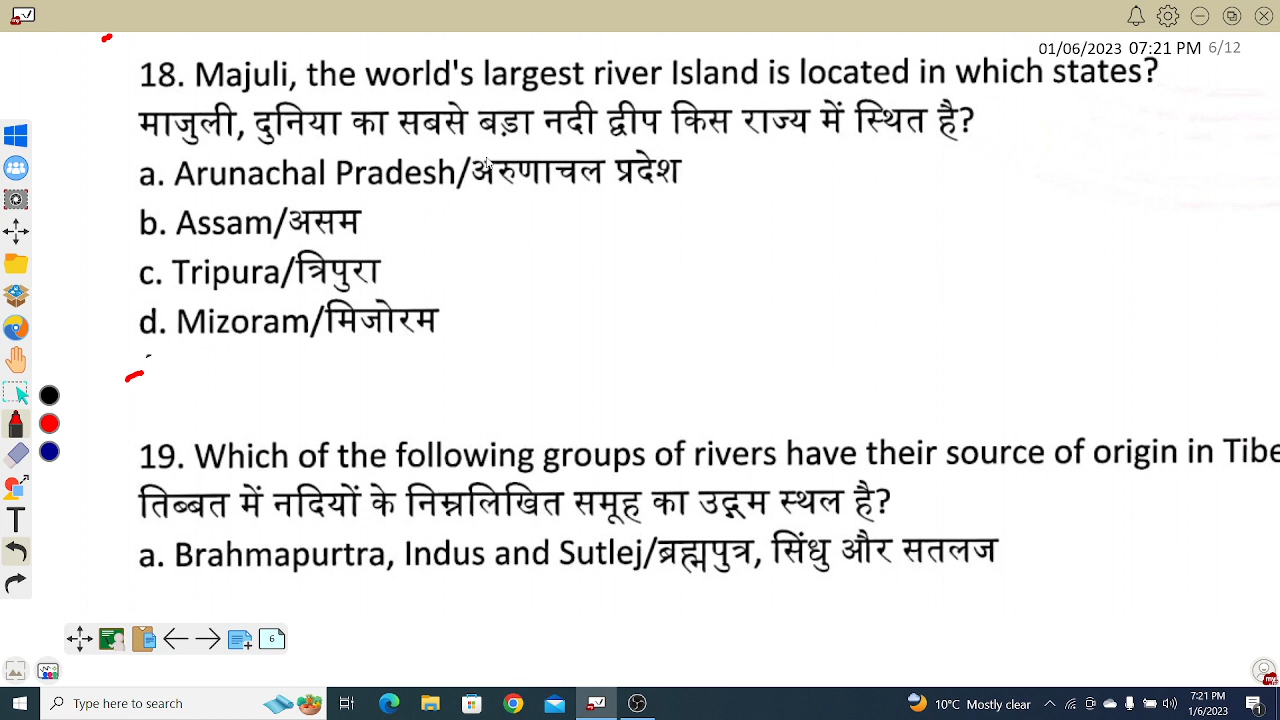 01/06/2023 07:21 PM 6/12
18. Majuli, the world's largest river Island is located in which states?
माजुली, दुनिया का सबसे बड़ा नदी द्वीप किस राज्य में स्थित है?
a. Arunachal Pradesh/अरुणाचल प्रदेश
b. Assam/असम
c. Tripura/त्रिपुरा
d. Mizoram/मिजोरम
19. Which of the following groups of rivers have their source of origin in Tibe
तिब्बत में नदियों के निम्नलिखित समूह का उद्गम स्थल है?
a. Brahmapurtra, Indus and Sutlej/ब्रह्मपुत्र, सिंधु और सतलज
6
Type here to search
10°C Mostly clear
7:21 PM
1/6/2023